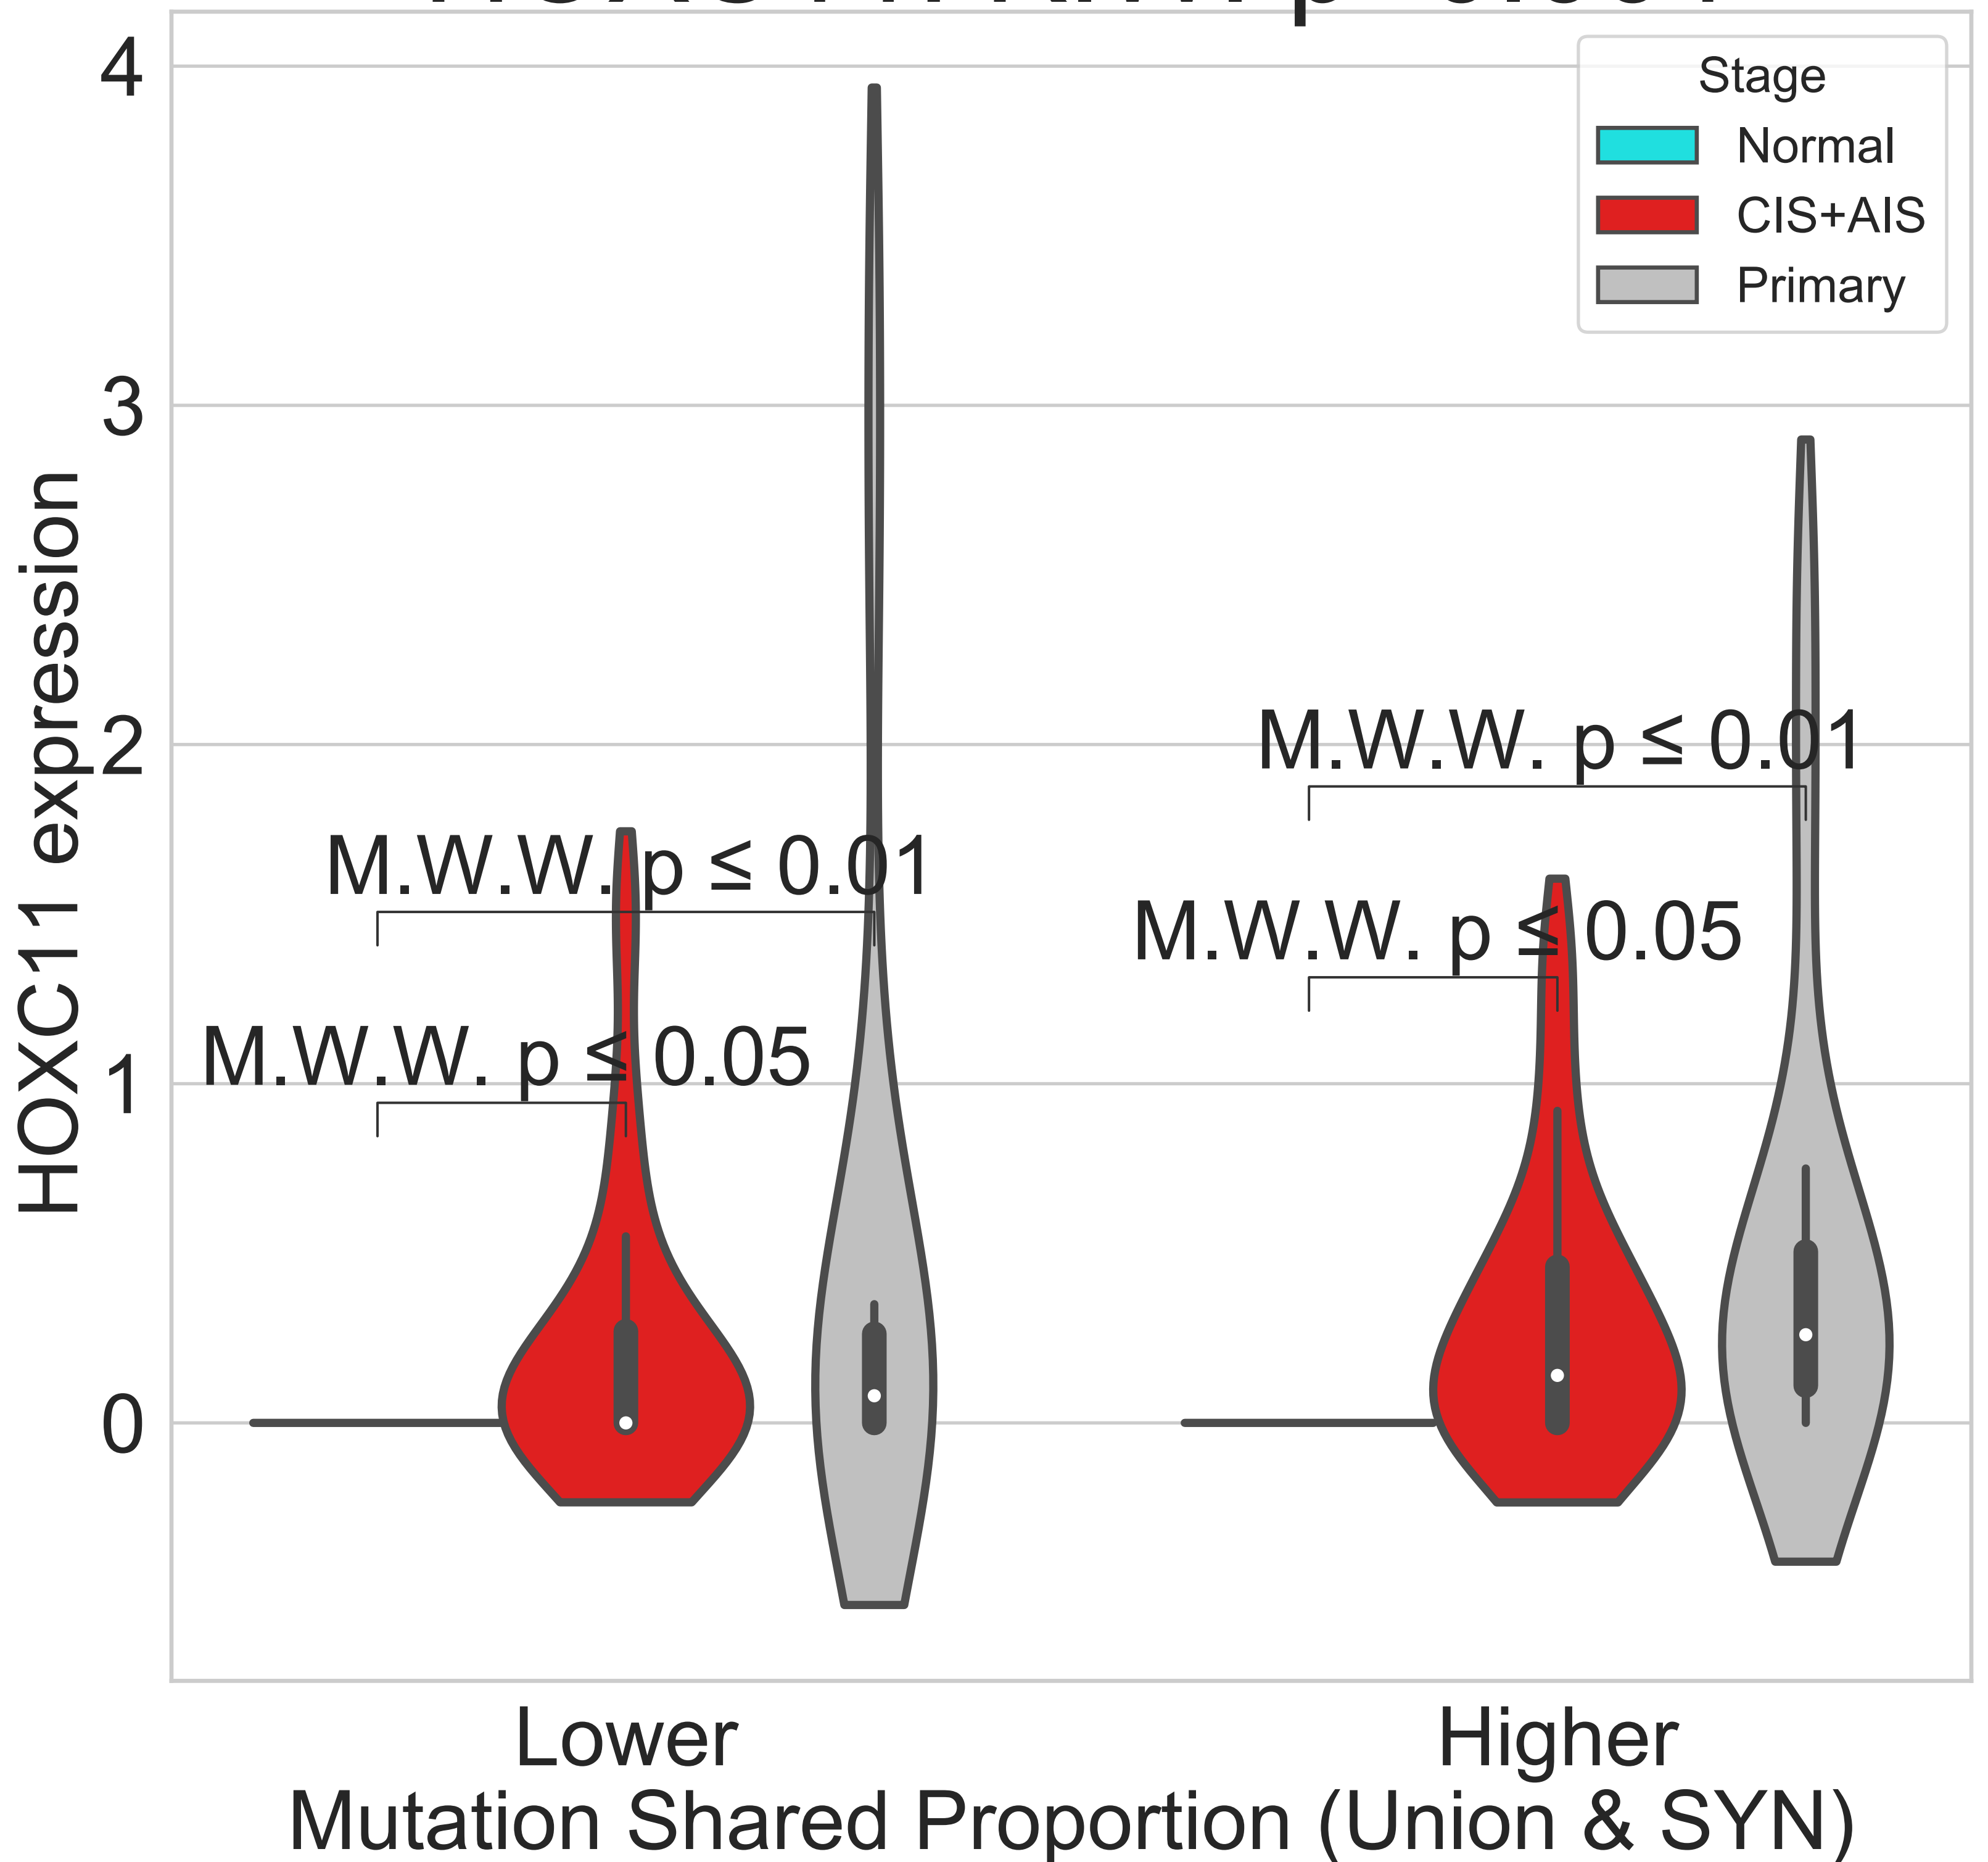 4
3
2
1
0
HOXC11 expression
Stage
Normal
CIS+AIS
Primary
M.W.W. p ≤ 0.01
M.W.W. p ≤ 0.05
M.W.W. p ≤ 0.01
M.W.W. p ≤ 0.05
Lower
Higher
Mutation Shared Proportion (Union & SYN)